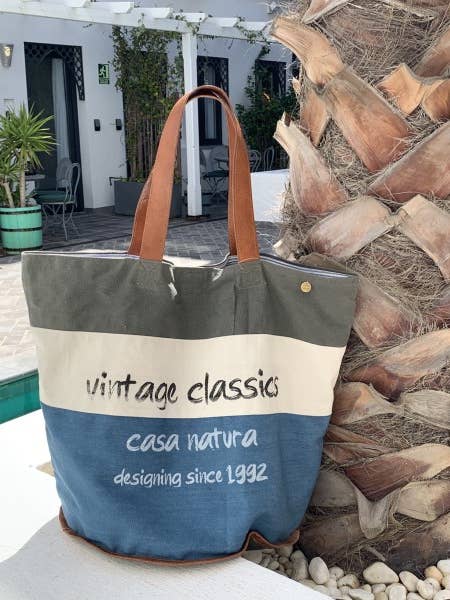 vintage classics
casa natura
designing since 1992